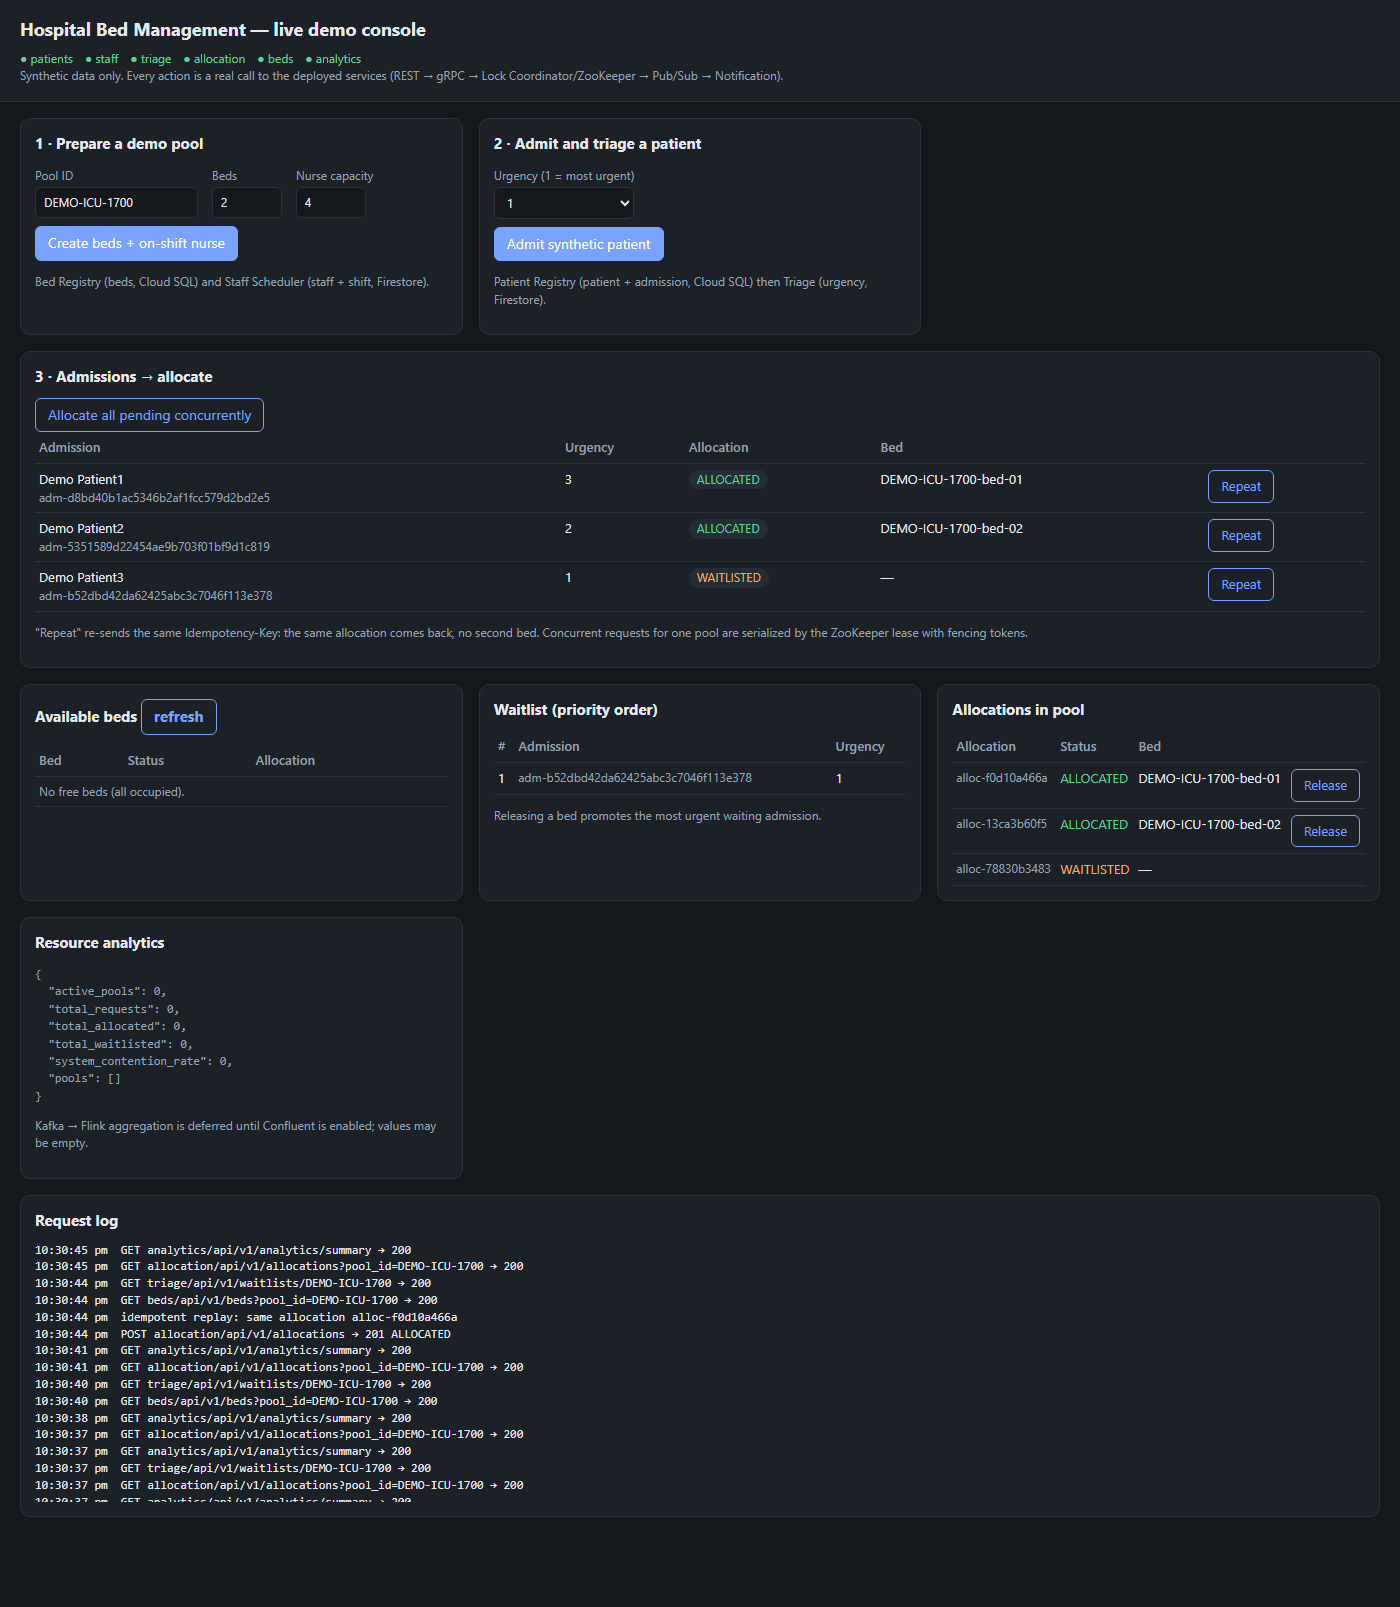 Hospital Bed Management — live demo console
● patients ● staff ● triage ● allocation ● beds ● analytics
Synthetic data only. Every action is a real call to the deployed services (REST → gRPC → Lock Coordinator/ZooKeeper → Pub/Sub → Notification).
1 · Prepare a demo pool
Pool ID Beds Nurse capacity
DEMO-ICU-1700 2 4
Create beds + on-shift nurse
Bed Registry (beds, Cloud SQL) and Staff Scheduler (staff + shift, Firestore).
2 · Admit and triage a patient
Urgency (1 = most urgent)
1
Admit synthetic patient
Patient Registry (patient + admission, Cloud SQL) then Triage (urgency,
Firestore).
3 · Admissions → allocate
Allocate all pending concurrently
Admission Urgency Allocation Bed
Demo Patient1 3 ALLOCATED DEMO-ICU-1700-bed-01 Repeat
adm-d8bd40b1ac5346b2af1fcc579d2bd2e5
Demo Patient2 2 ALLOCATED DEMO-ICU-1700-bed-02 Repeat
adm-5351589d22454ae9b703f01bf9d1c819
Demo Patient3 1 WAITLISTED — Repeat
adm-b52dbd42da62425abc3c7046f113e378
"Repeat" re-sends the same Idempotency-Key: the same allocation comes back, no second bed. Concurrent requests for one pool are serialized by the ZooKeeper lease with fencing tokens.
Available beds refresh
Bed Status Allocation
No free beds (all occupied).
Waitlist (priority order)
# Admission Urgency
1 adm-b52dbd42da62425abc3c7046f113e378 1
Releasing a bed promotes the most urgent waiting admission.
Allocations in pool
Allocation Status Bed
alloc-f0d10a466a ALLOCATED DEMO-ICU-1700-bed-01 Release
alloc-13ca3b60f5 ALLOCATED DEMO-ICU-1700-bed-02 Release
alloc-78830b3483 WAITLISTED —
Resource analytics
{
"active_pools": 0,
"total_requests": 0,
"total_allocated": 0,
"total_waitlisted": 0,
"system_contention_rate": 0,
"pools": []
}
Kafka → Flink aggregation is deferred until Confluent is enabled; values may
be empty.
Request log
10:30:45 pm GET analytics/api/v1/analytics/summary → 200
10:30:45 pm GET allocation/api/v1/allocations?pool_id=DEMO-ICU-1700 → 200
10:30:44 pm GET triage/api/v1/waitlists/DEMO-ICU-1700 → 200
10:30:44 pm GET beds/api/v1/beds?pool_id=DEMO-ICU-1700 → 200
10:30:44 pm idempotent replay: same allocation alloc-f0d10a466a
10:30:44 pm POST allocation/api/v1/allocations → 201 ALLOCATED
10:30:41 pm GET analytics/api/v1/analytics/summary → 200
10:30:41 pm GET allocation/api/v1/allocations?pool_id=DEMO-ICU-1700 → 200
10:30:40 pm GET triage/api/v1/waitlists/DEMO-ICU-1700 → 200
10:30:40 pm GET beds/api/v1/beds?pool_id=DEMO-ICU-1700 → 200
10:30:38 pm GET analytics/api/v1/analytics/summary → 200
10:30:37 pm GET allocation/api/v1/allocations?pool_id=DEMO-ICU-1700 → 200
10:30:37 pm GET analytics/api/v1/analytics/summary → 200
10:30:37 pm GET triage/api/v1/waitlists/DEMO-ICU-1700 → 200
10:30:37 pm GET allocation/api/v1/allocations?pool_id=DEMO-ICU-1700 → 200
10:30:37 pm GET analytics/api/v1/analytics/summary → 200